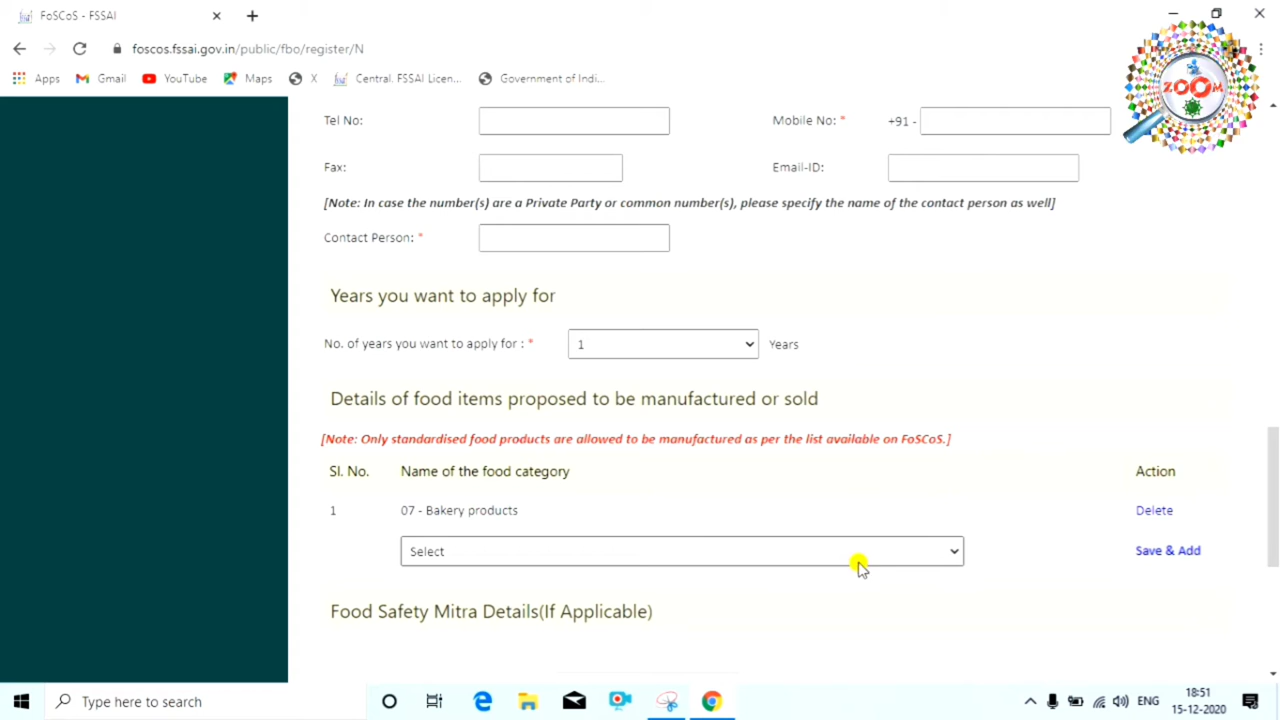 FoSCoS - FSSAI
foscos.fssai.gov.in/public/fbo/register/N
Apps Gmail YouTube Maps X Central. FSSAI Licen... Government of Indi...
ZOOM
Tel No: Mobile No: * +91 -
Fax: Email-ID:
[Note: In case the number(s) are a Private Party or common number(s), please specify the name of the contact person as well]
Contact Person: *
Years you want to apply for
No. of years you want to apply for : * 1 Years
Details of food items proposed to be manufactured or sold
[Note: Only standardised food products are allowed to be manufactured as per the list available on FoSCoS.]
Sl. No. Name of the food category Action
1 07 - Bakery products Delete
Select Save & Add
Food Safety Mitra Details(If Applicable)
Type here to search ENG 18:51
15-12-2020